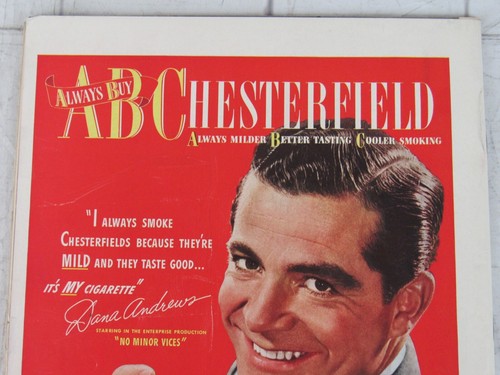 ALWAYS BUY
ABCHESTERFIELD
ALWAYS MILDER BETTER TASTING COOLER SMOKING
"I ALWAYS SMOKE
CHESTERFIELDS BECAUSE THEY'RE
MILD AND THEY TASTE GOOD...
IT'S MY CIGARETTE"
Dana Andrews
STARRING IN THE ENTERPRISE PRODUCTION
"NO MINOR VICES"